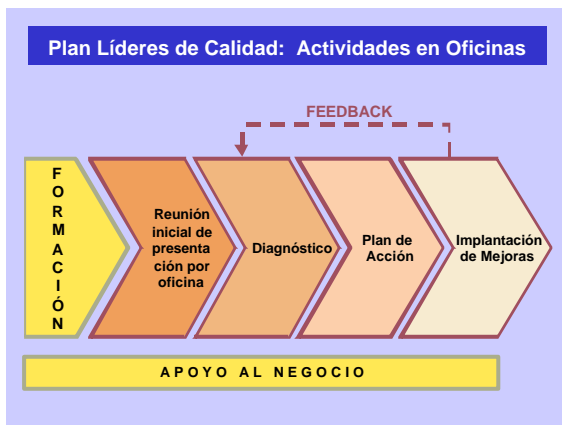 Plan Líderes de Calidad:  Actividades en Oficinas
FEEDBACK
FORMACIÓN
Reunión
inicial de
presenta
ción por
oficina
Diagnóstico
Plan de
Acción
Implantación
de Mejoras
APOYO AL NEGOCIO